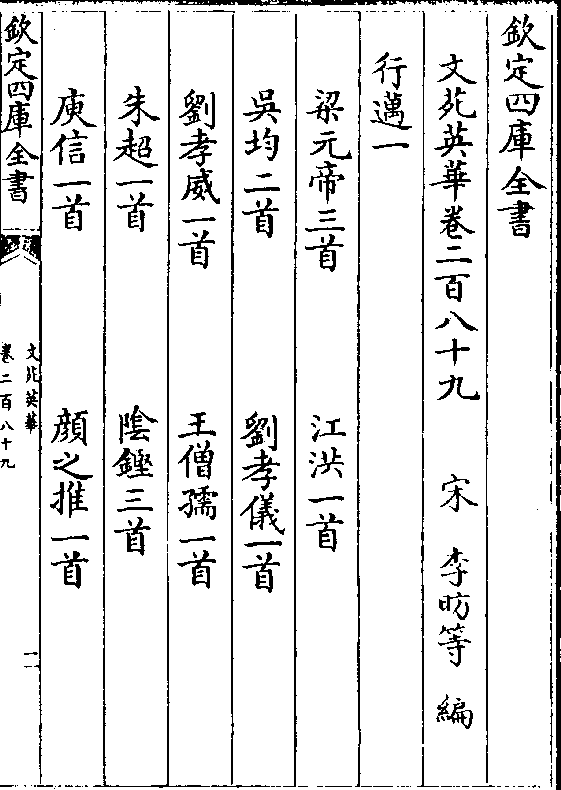 欽定四庫全書
文苑英華卷二百八十九　宋　李昉等　編
行邁一
梁元帝三首　江洪一首
吳均二首　劉孝儀一首
劉孝威一首　王僧孺一首
朱超一首　陰鏗三首
庾信一首　顔之推一首
欽定四庫全書
文苑英華
卷二百八十九